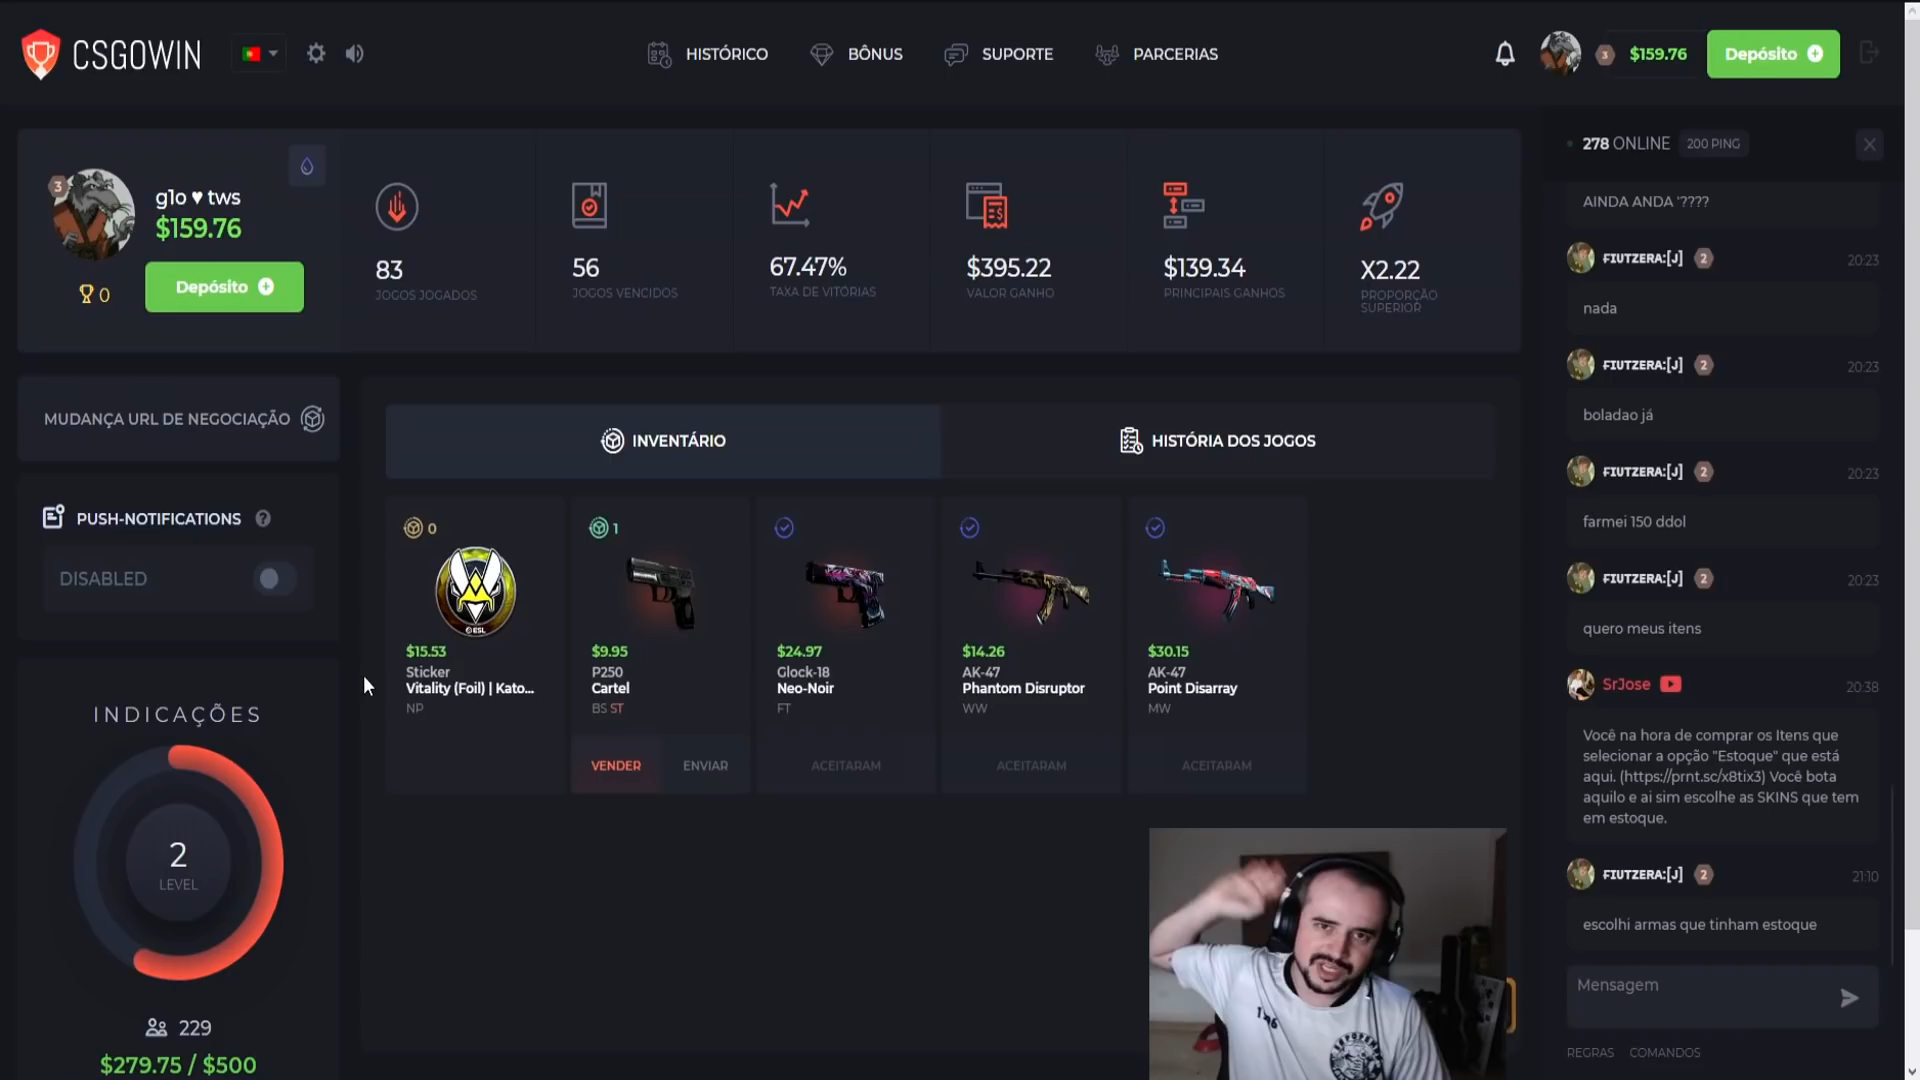 CSGOWIN
HISTÓRICO
BÔNUS
SUPORTE
PARCERIAS
3
$159.76
Depósito
3
g1o ♥ tws
$159.76
0
Depósito
83
JOGOS JOGADOS
56
JOGOS VENCIDOS
67.47%
TAXA DE VITÓRIAS
$395.22
VALOR GANHO
$139.34
PRINCIPAIS GANHOS
X2.22
PROPORÇÃO
SUPERIOR
MUDANÇA URL DE NEGOCIAÇÃO
PUSH-NOTIFICATIONS ?
DISABLED
INDICAÇÕES
2
LEVEL
229
$279.75 / $500
INVENTÁRIO
HISTÓRIA DOS JOGOS
0
ESL
$15.53
Sticker
Vitality (Foil) | Kato...
NP
1
$9.95
P250
Cartel
BS ST
VENDER
ENVIAR
$24.97
Glock-18
Neo-Noir
FT
ACEITARAM
$14.26
AK-47
Phantom Disruptor
WW
ACEITARAM
$30.15
AK-47
Point Disarray
MW
ACEITARAM
278 ONLINE
200 PING
AINDA ANDA '????
FIUTZERA:[J] 2 20:23
nada
FIUTZERA:[J] 2 20:23
boladao já
FIUTZERA:[J] 2 20:23
farmei 150 ddol
FIUTZERA:[J] 2 20:23
quero meus itens
SrJose 20:38
Você na hora de comprar os Itens que
selecionar a opção "Estoque" que está
aqui. (https://prnt.sc/x8tix3) Você bota
aquilo e ai sim escolhe as SKINS que tem
em estoque.
FIUTZERA:[J] 2 21:10
escolhi armas que tinham estoque
Mensagem
REGRAS
COMANDOS